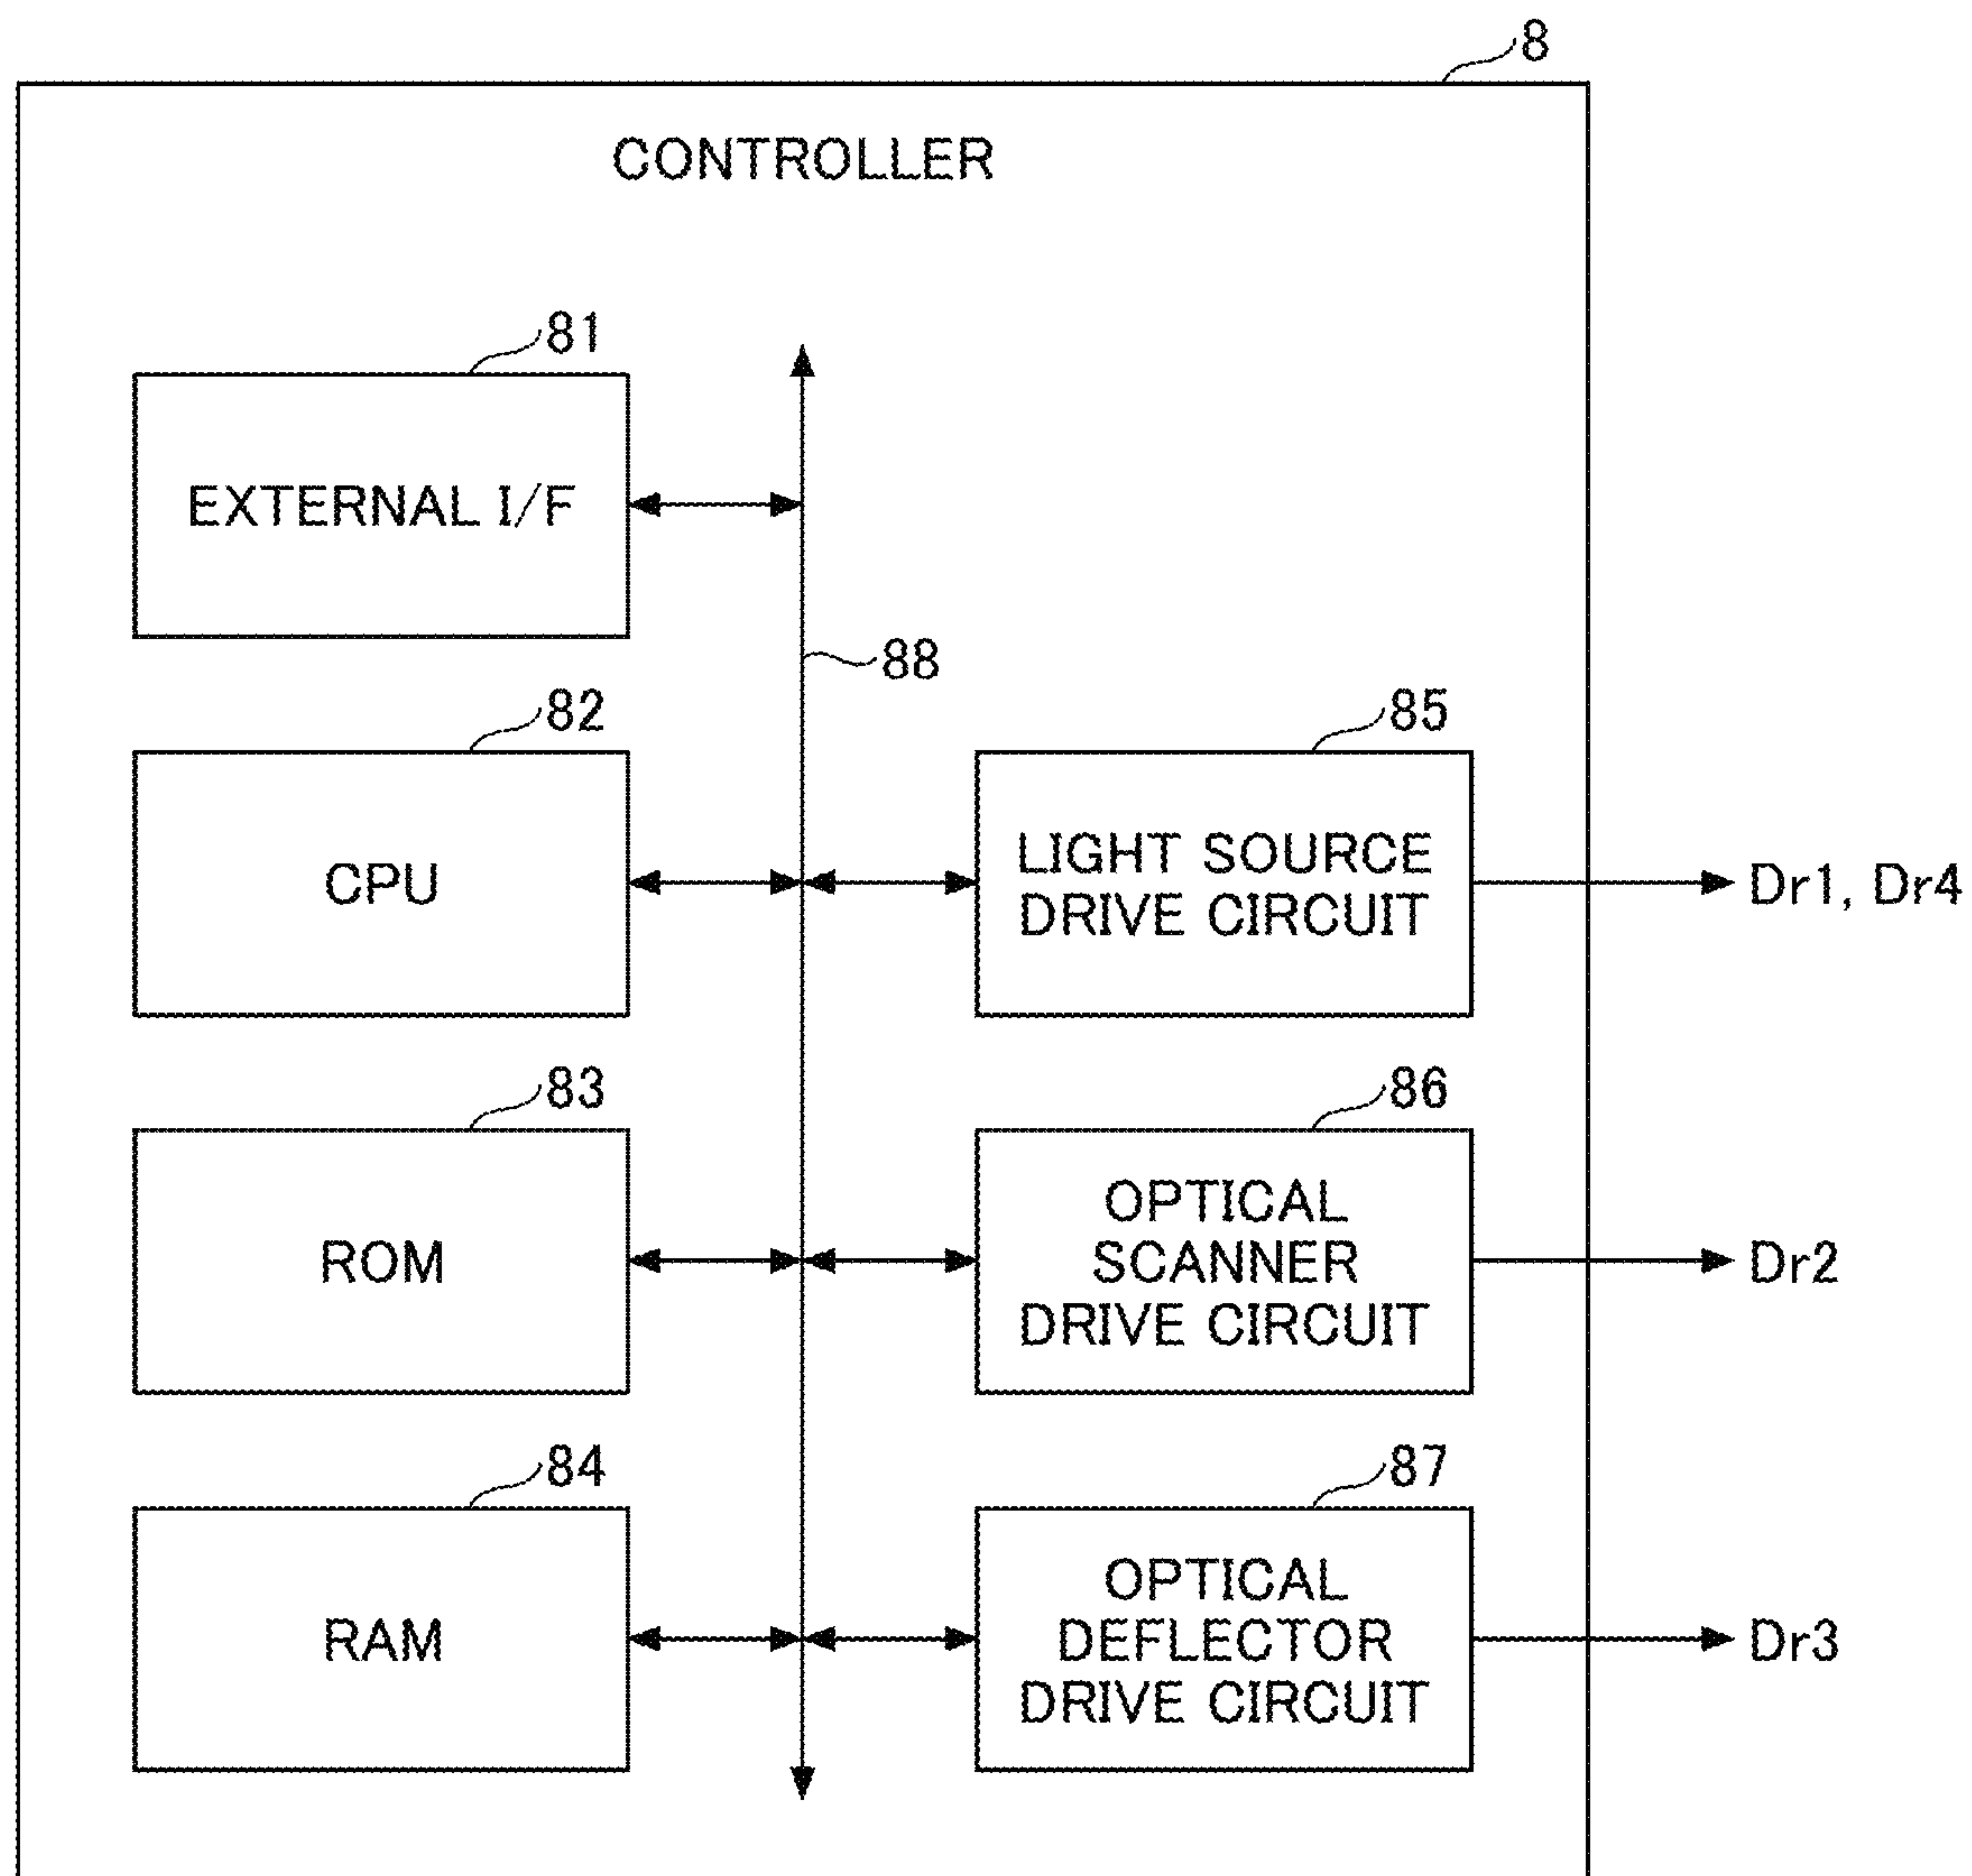 8
CONTROLLER
81
EXTERNAL I/F
88
82
CPU
85
LIGHT SOURCE
DRIVE CIRCUIT
Dr1, Dr4
83
ROM
86
OPTICAL
SCANNER
DRIVE CIRCUIT
Dr2
84
RAM
87
OPTICAL
DEFLECTOR
DRIVE CIRCUIT
Dr3